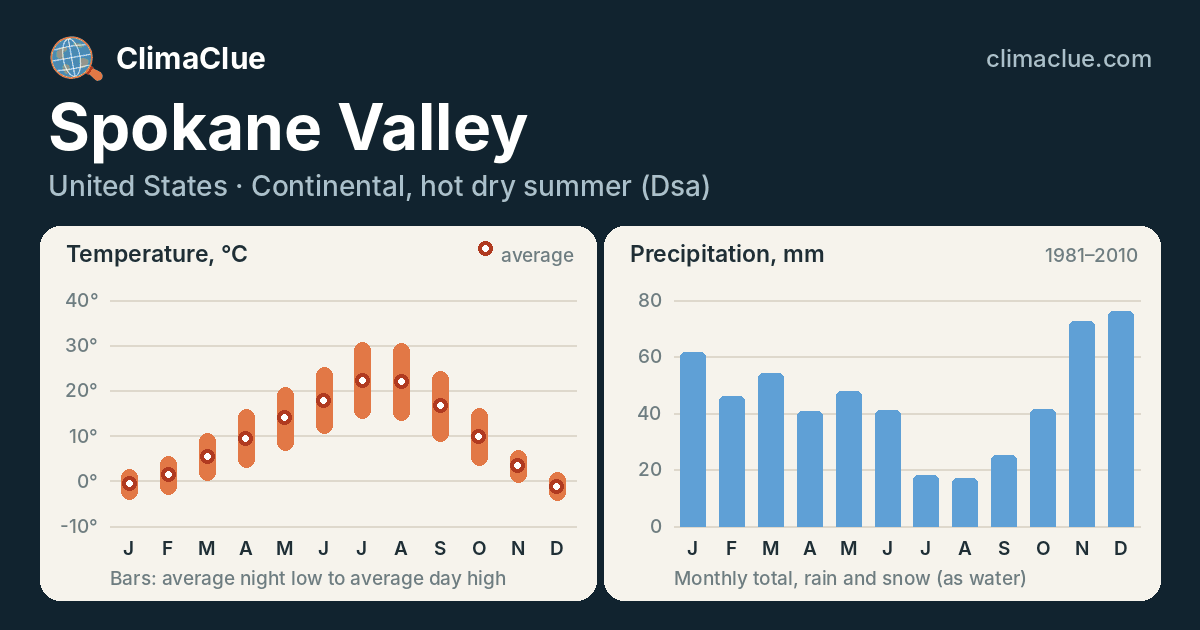 ClimaClue
climaclue.com
Spokane Valley
United States · Continental, hot dry summer (Dsa)
Temperature, °C
average
40°
30°
20°
10°
0°
-10°
J F M A M J J A S O N D
Bars: average night low to average day high
Precipitation, mm
1981–2010
80
60
40
20
0
J F M A M J J A S O N D
Monthly total, rain and snow (as water)